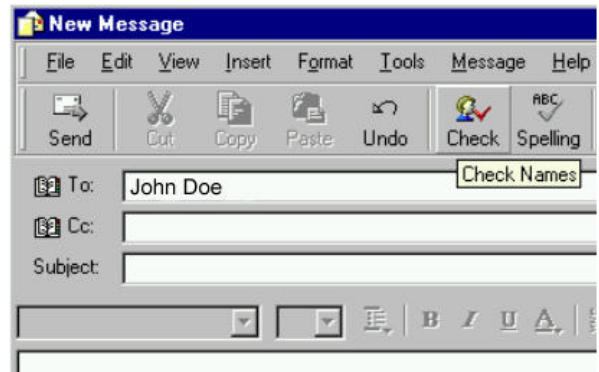 New Message
File Edit View Insert Format Tools Message Help
ABC
Send Cut Copy Paste Undo Check Spelling
Check Names
To: John Doe
Cc:
Subject:
B I U A